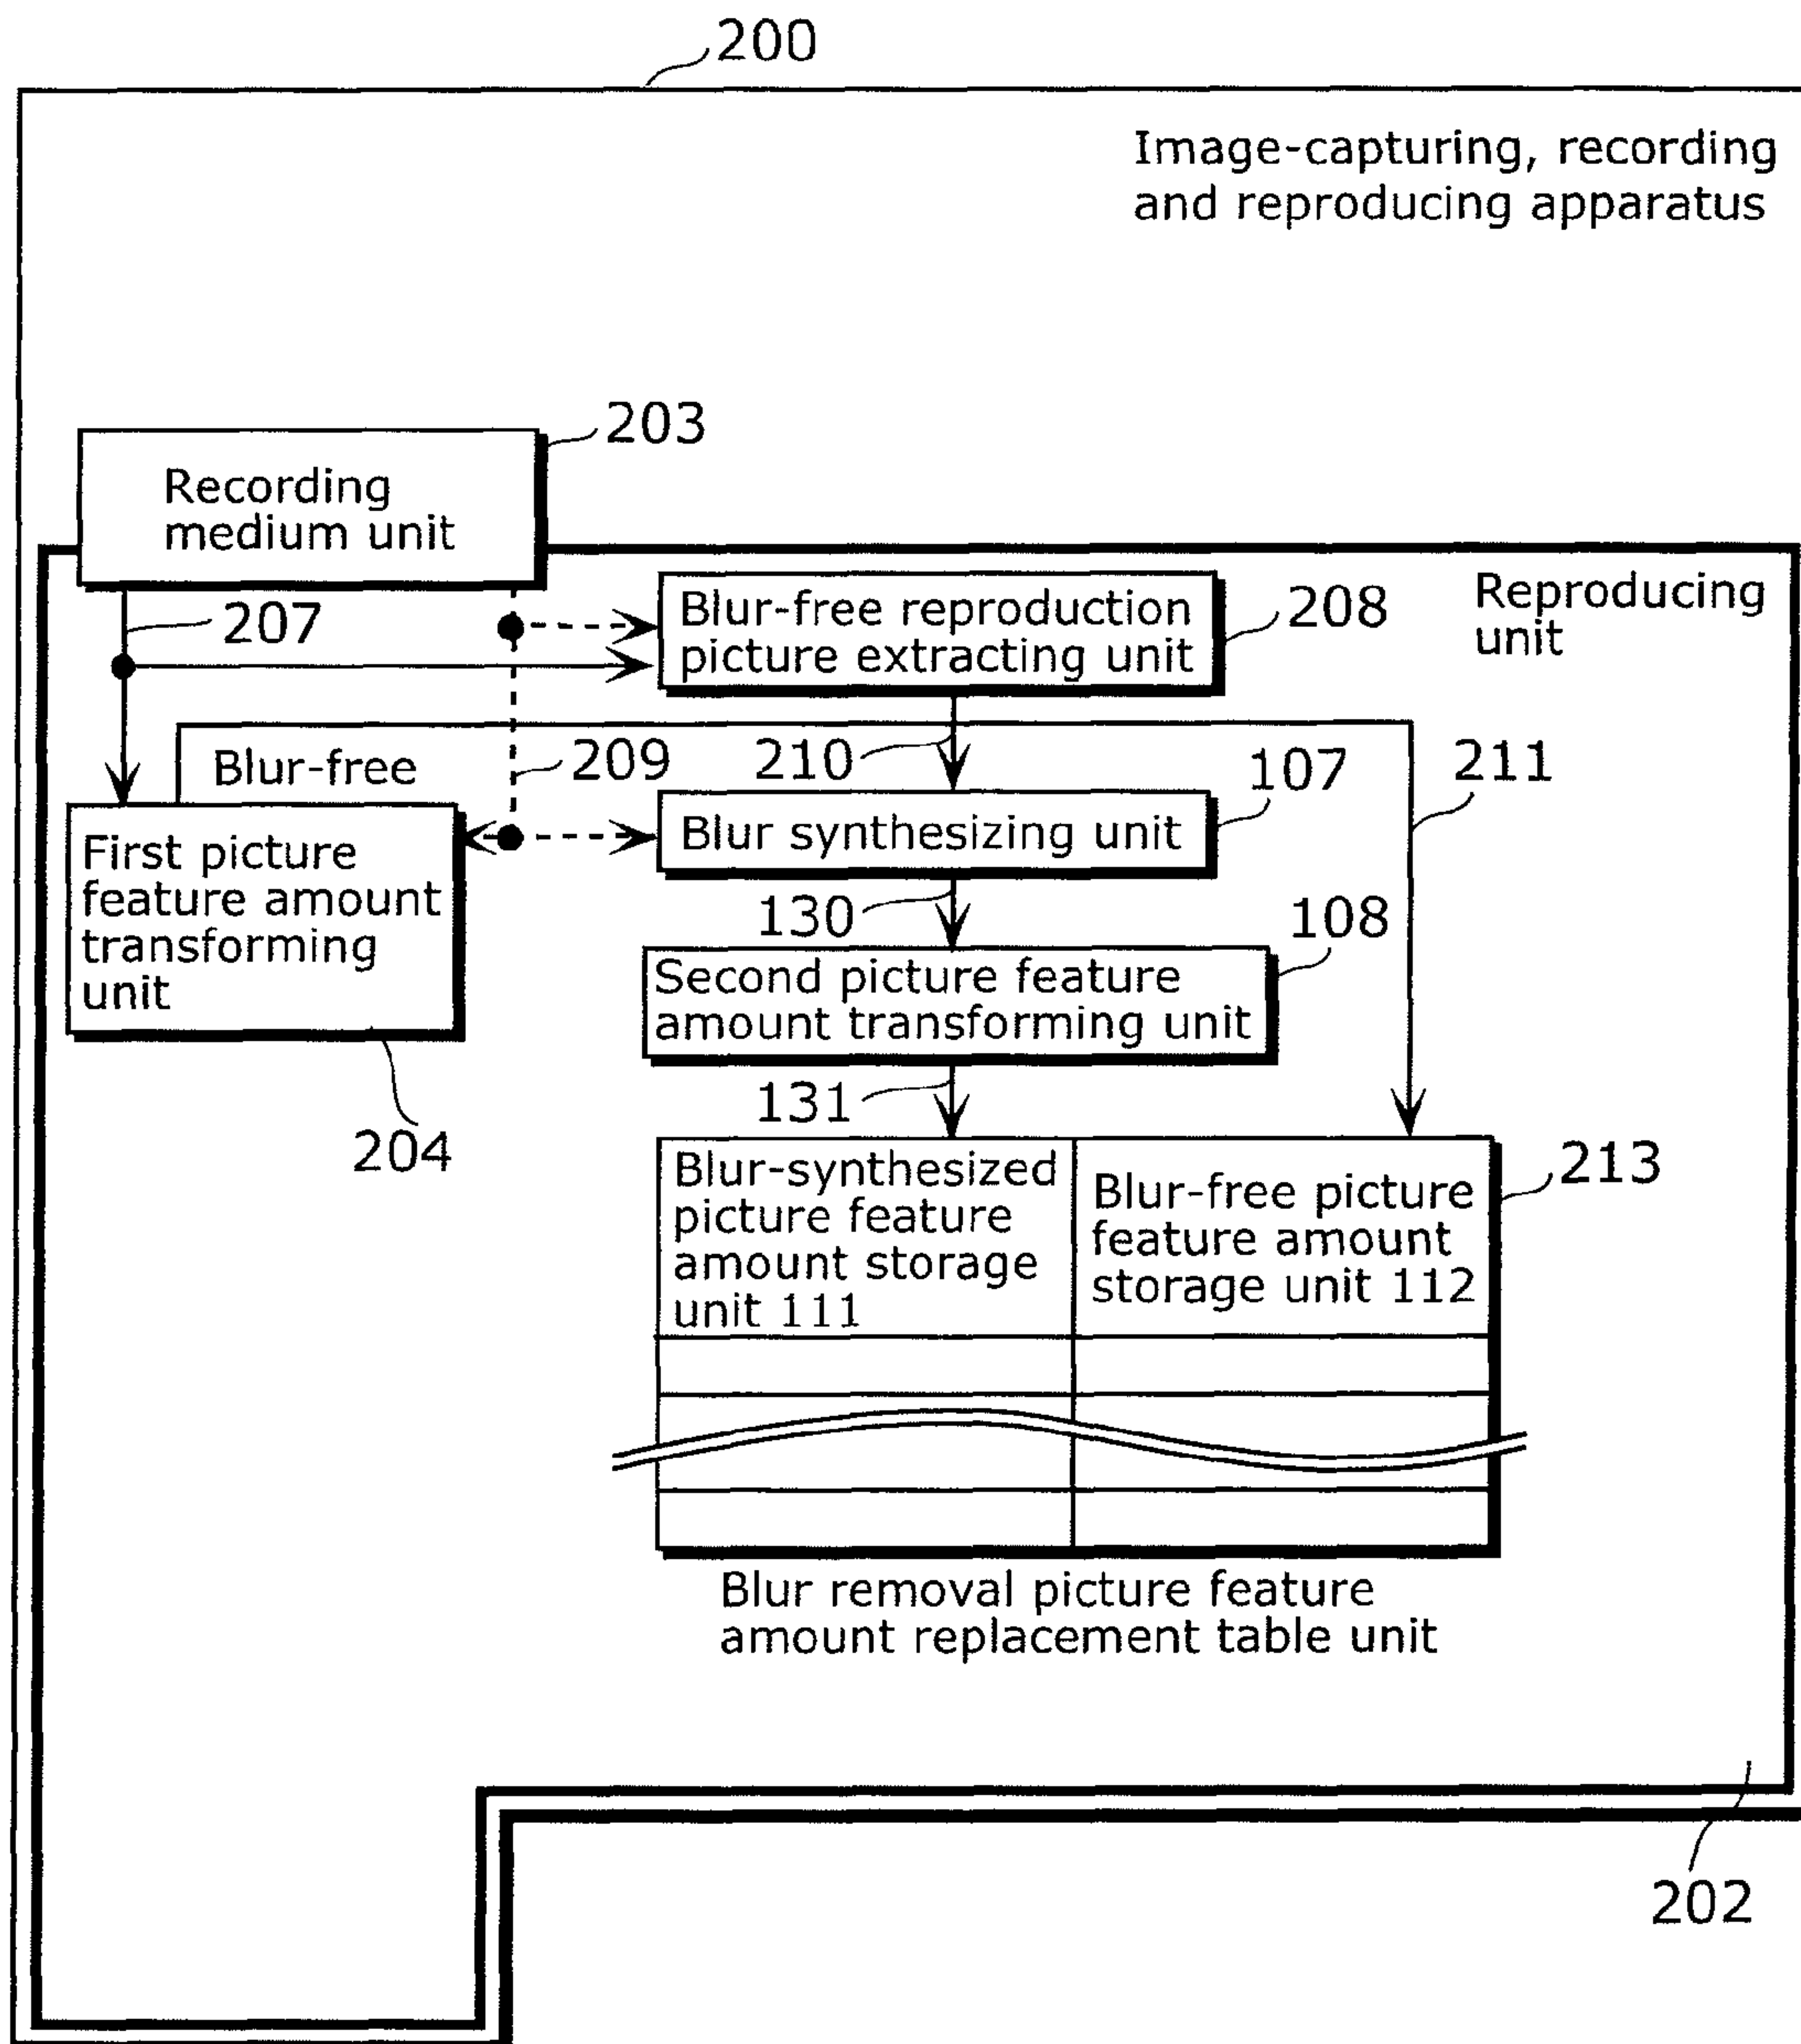 200
Image-capturing, recording
and reproducing apparatus
203
Recording
medium unit
Reproducing
unit
207
Blur-free reproduction
picture extracting unit
208
Blur-free
209
210
107
211
Blur synthesizing unit
First picture
feature amount
transforming
unit
130
108
Second picture feature
amount transforming unit
204
131
213
Blur-synthesized
picture feature
amount storage
unit 111
Blur-free picture
feature amount
storage unit 112
Blur removal picture feature
amount replacement table unit
202